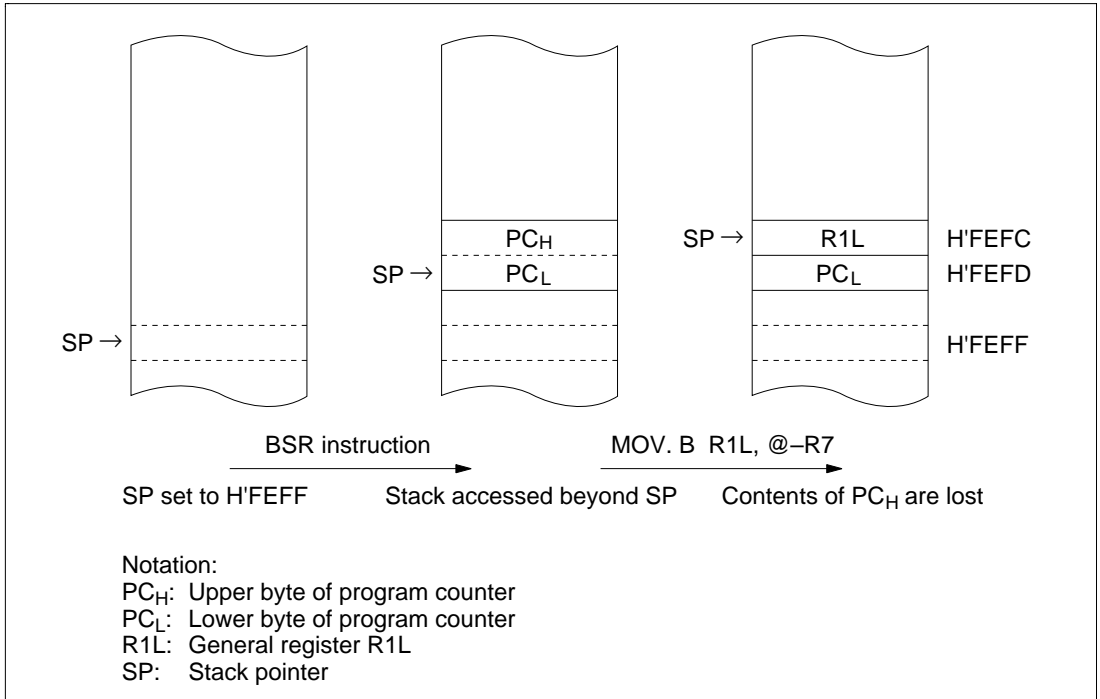 PCH
SP → R1L H'FEFC
SP → PCL PCL H'FEFD
SP → H'FEFF
BSR instruction MOV. B R1L, @–R7
SP set to H'FEFF Stack accessed beyond SP Contents of PCH are lost
Notation:
PCH: Upper byte of program counter
PCL: Lower byte of program counter
R1L: General register R1L
SP: Stack pointer